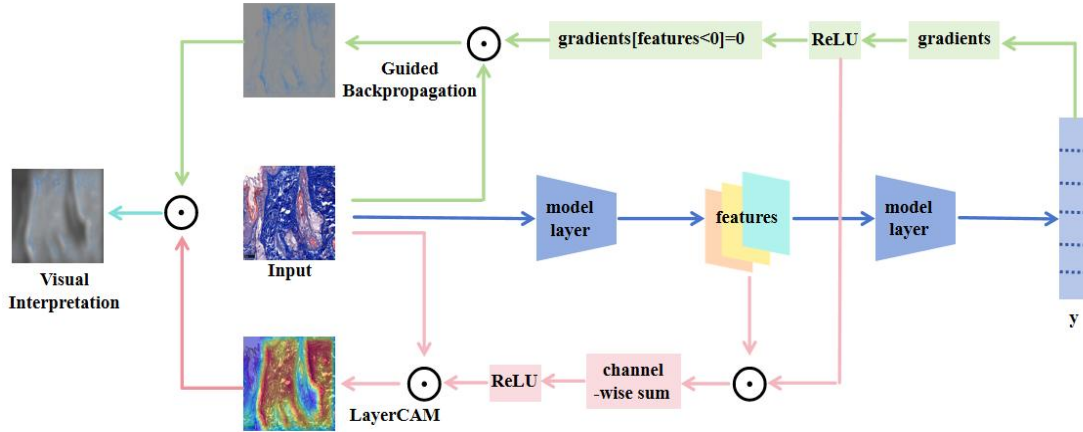 gradients[features<0]=0
ReLU
gradients
Guided
Backpropagation
model
layer
features
model
layer
Input
Visual
Interpretation
y
channel
-wise sum
ReLU
LayerCAM